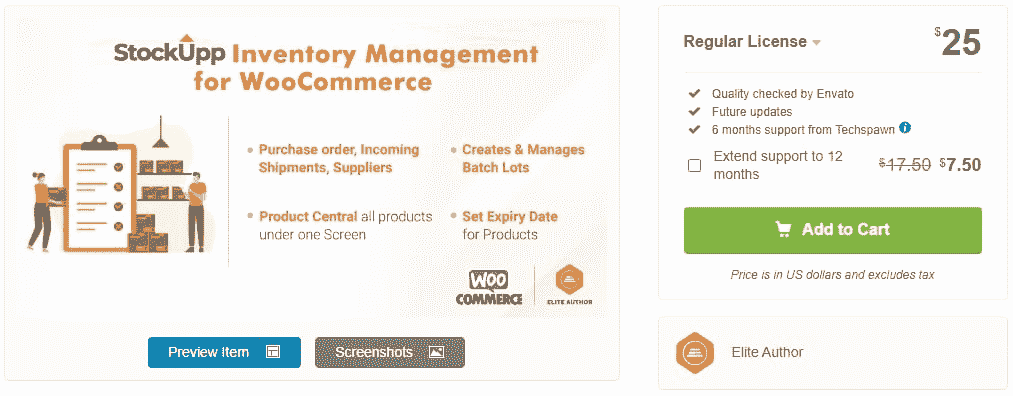 StockUpp Inventory Management
for WooCommerce
• Purchase order, Incoming
Shipments, Suppliers
• Creates & Manages
Batch Lots
• Product Central all products
under one Screen
• Set Expiry Date
for Products
WOO
COMMERCE
ELITE AUTHOR
Preview Item
Screenshots
Regular License
$25
Quality checked by Envato
Future updates
6 months support from Techspawn
Extend support to 12
months
$17.50 $7.50
Add to Cart
Price is in US dollars and excludes tax
Elite Author